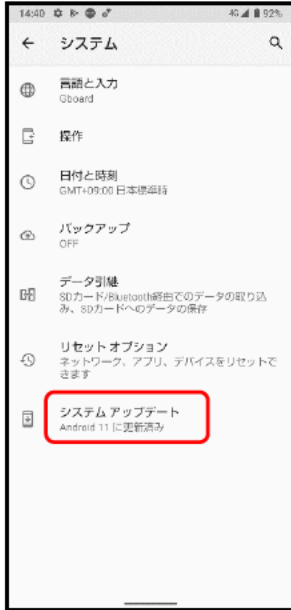 14:40 4G 92%
システム
言語と入力
Gboard
操作
日付と時刻
GMT+09:00 日本標準時
バックアップ
OFF
データ引継
SDカード/Bluetooth経由でのデータの取り込
み、SDカードへのデータの保存
リセット オプション
ネットワーク、アプリ、デバイスをリセットで
きます
システム アップデート
Android 11 に更新済み